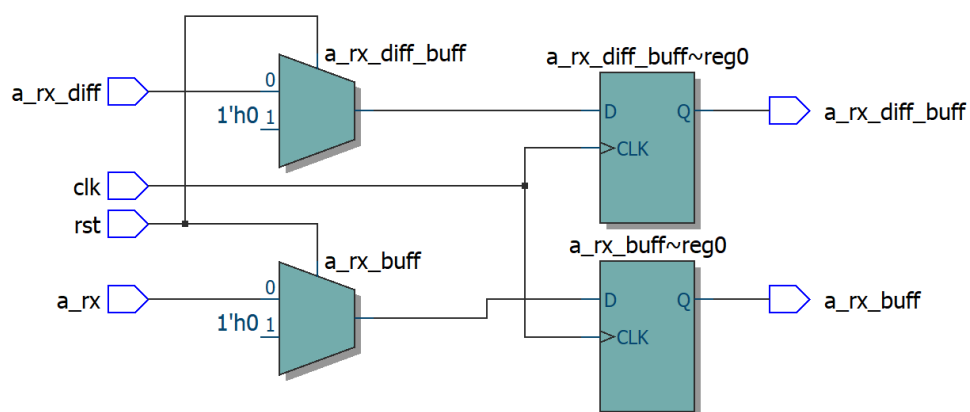 a_rx_diff_buff
a_rx_diff_buff~reg0
a_rx_diff
0
1'h0 1
D
Q
a_rx_diff_buff
CLK
clk
rst
a_rx_buff
a_rx_buff~reg0
a_rx
0
1'h0 1
D
Q
a_rx_buff
CLK